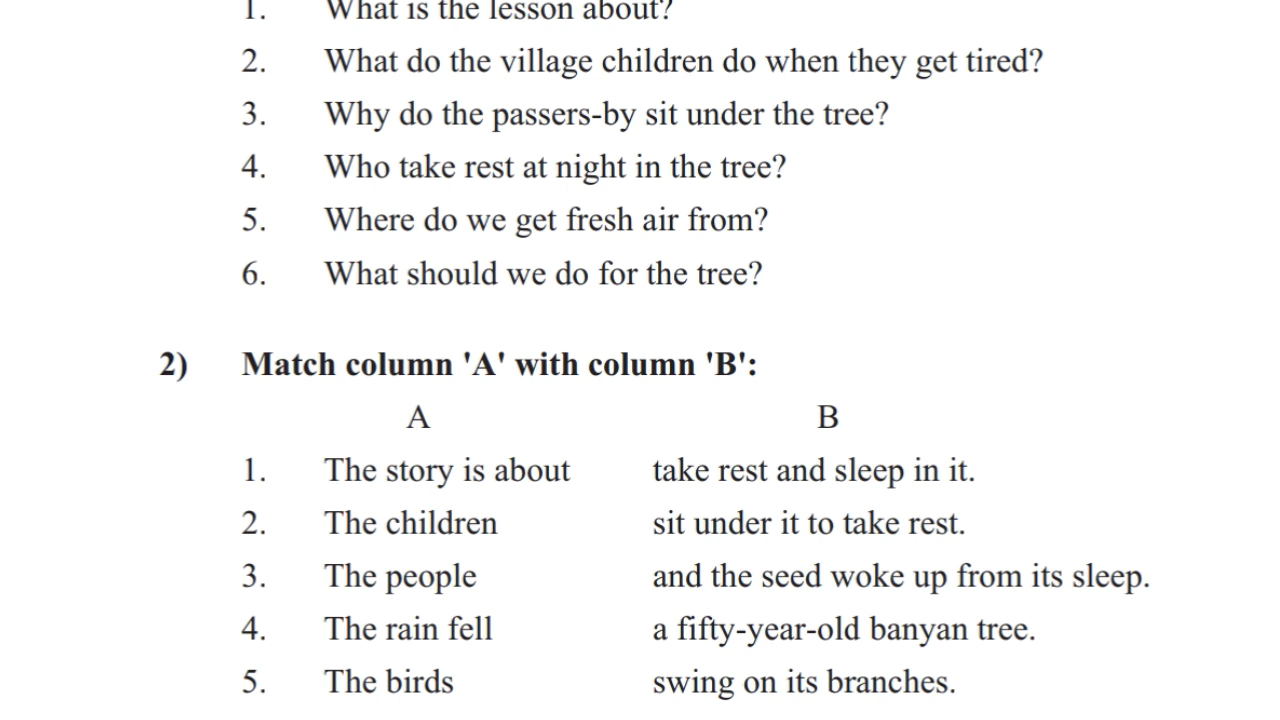 1. What is the lesson about?
2. What do the village children do when they get tired?
3. Why do the passers-by sit under the tree?
4. Who take rest at night in the tree?
5. Where do we get fresh air from?
6. What should we do for the tree?
2) Match column 'A' with column 'B':
A B
1. The story is about take rest and sleep in it.
2. The children sit under it to take rest.
3. The people and the seed woke up from its sleep.
4. The rain fell a fifty-year-old banyan tree.
5. The birds swing on its branches.